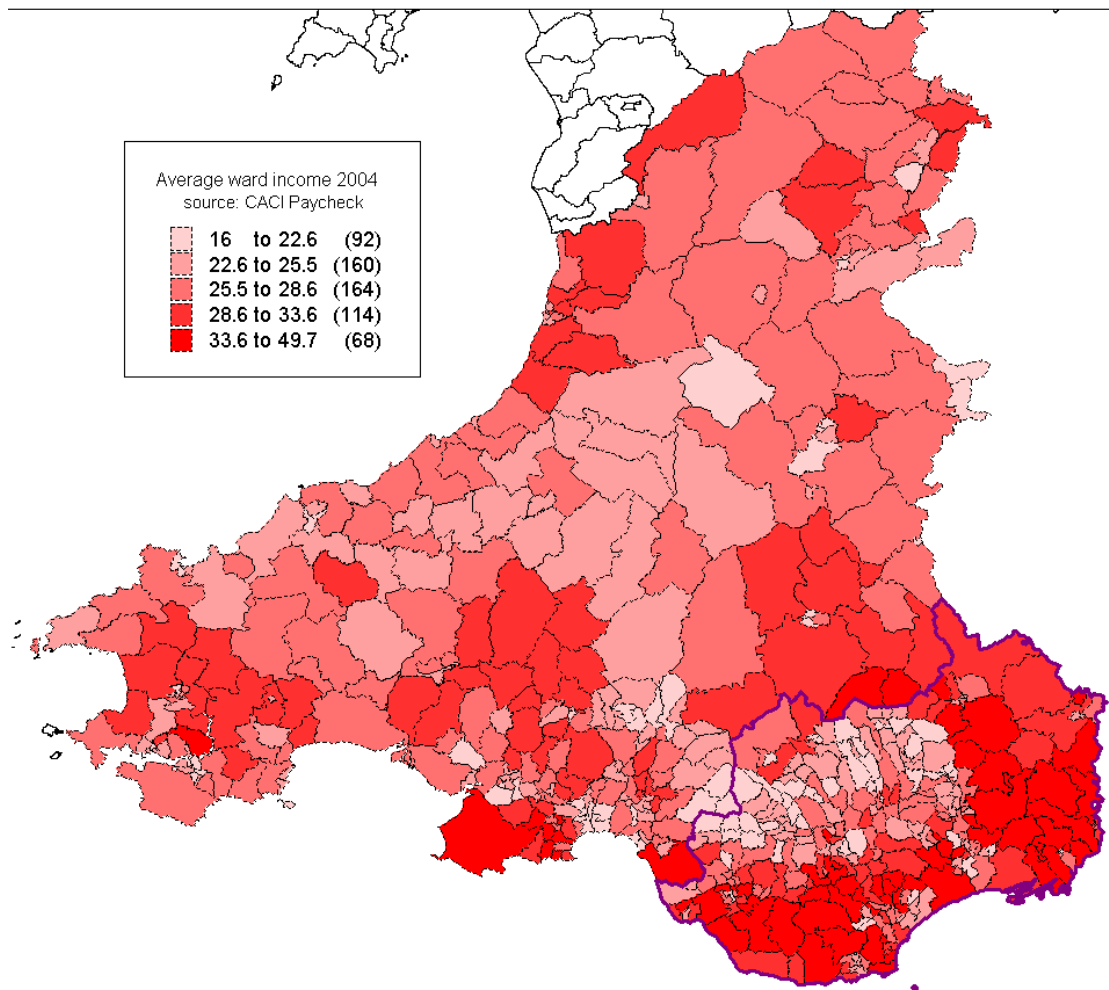 Average ward income 2004
source: CACI Paycheck
16 to 22.6 (92)
22.6 to 25.5 (160)
25.5 to 28.6 (164)
28.6 to 33.6 (114)
33.6 to 49.7 (68)